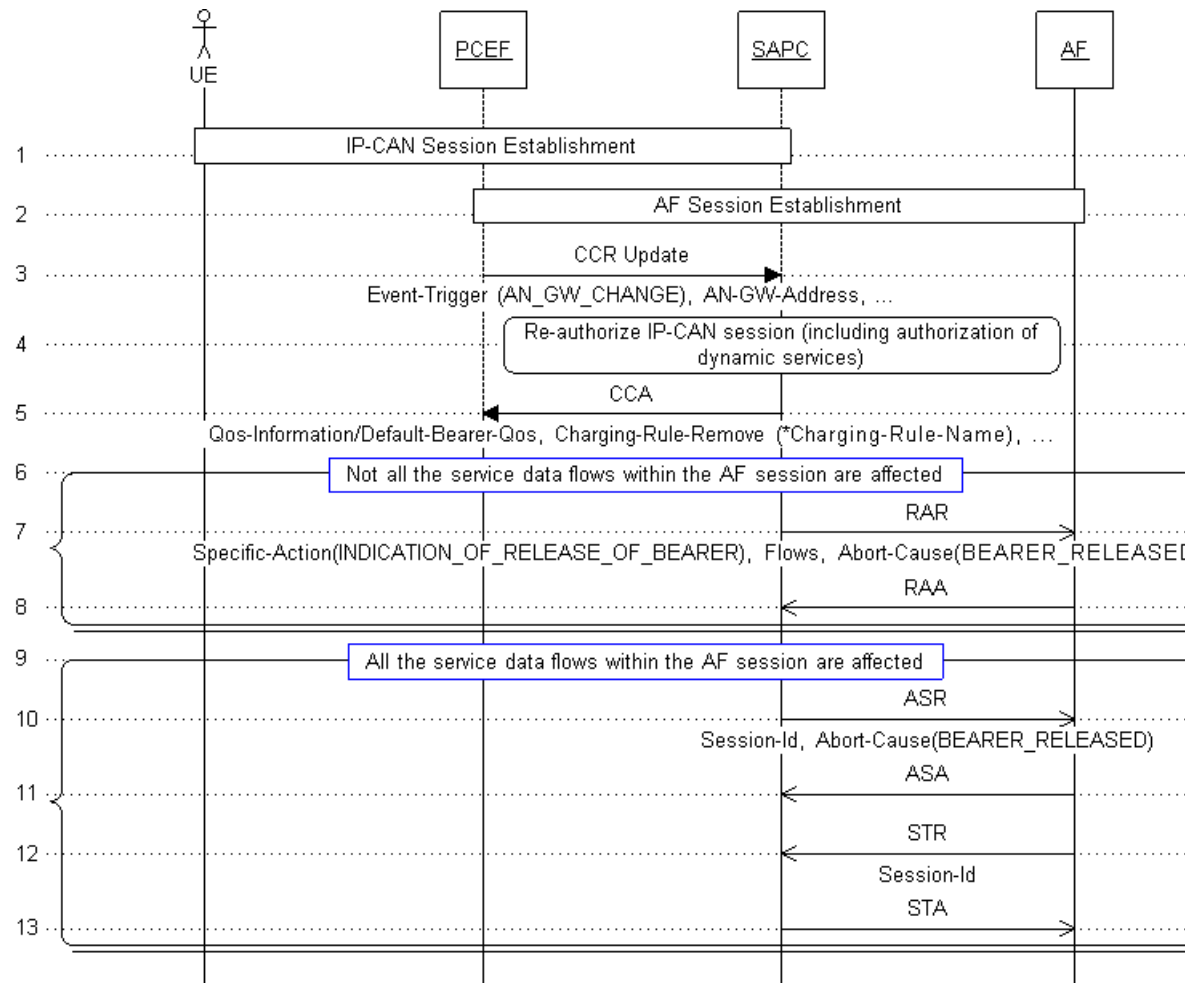 UE
PCEF
SAPC
AF
1
IP-CAN Session Establishment
2
AF Session Establishment
3
CCR Update
Event-Trigger (AN_GW_CHANGE), AN-GW-Address, ...
4
Re-authorize IP-CAN session (including authorization of
dynamic services)
5
CCA
Qos-Information/Default-Bearer-Qos, Charging-Rule-Remove (*Charging-Rule-Name), ...
6
Not all the service data flows within the AF session are affected
7
RAR
Specific-Action(INDICATION_OF_RELEASE_OF_BEARER), Flows, Abort-Cause(BEARER_RELEASED
8
RAA
9
All the service data flows within the AF session are affected
10
ASR
Session-Id, Abort-Cause(BEARER_RELEASED)
11
ASA
12
STR
Session-Id
13
STA